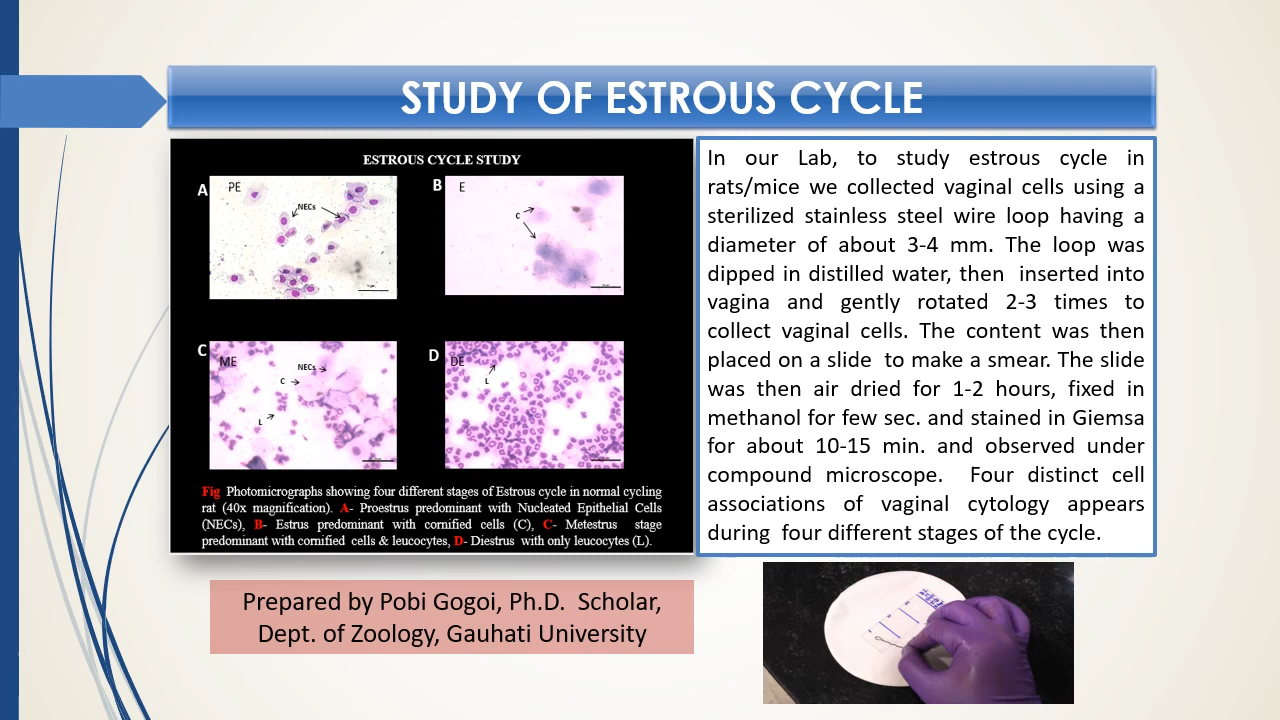 STUDY OF ESTROUS CYCLE
ESTROUS CYCLE STUDY
A
PE
NECs
B
E
C
C
ME
NECs
C
L
D
DE
L
Fig Photomicrographs showing four different stages of Estrous cycle in normal cycling
rat (40x magnification). A- Proestrus predominant with Nucleated Epithelial Cells
(NECs), B- Estrus predominant with cornified cells (C), C- Metestrus stage
predominant with cornified cells & leucocytes, D- Diestrus with only leucocytes (L).
In our Lab, to study estrous cycle in
rats/mice we collected vaginal cells using a
sterilized stainless steel wire loop having a
diameter of about 3-4 mm. The loop was
dipped in distilled water, then inserted into
vagina and gently rotated 2-3 times to
collect vaginal cells. The content was then
placed on a slide to make a smear. The slide
was then air dried for 1-2 hours, fixed in
methanol for few sec. and stained in Giemsa
for about 10-15 min. and observed under
compound microscope. Four distinct cell
associations of vaginal cytology appears
during four different stages of the cycle.
Prepared by Pobi Gogoi, Ph.D. Scholar,
Dept. of Zoology, Gauhati University